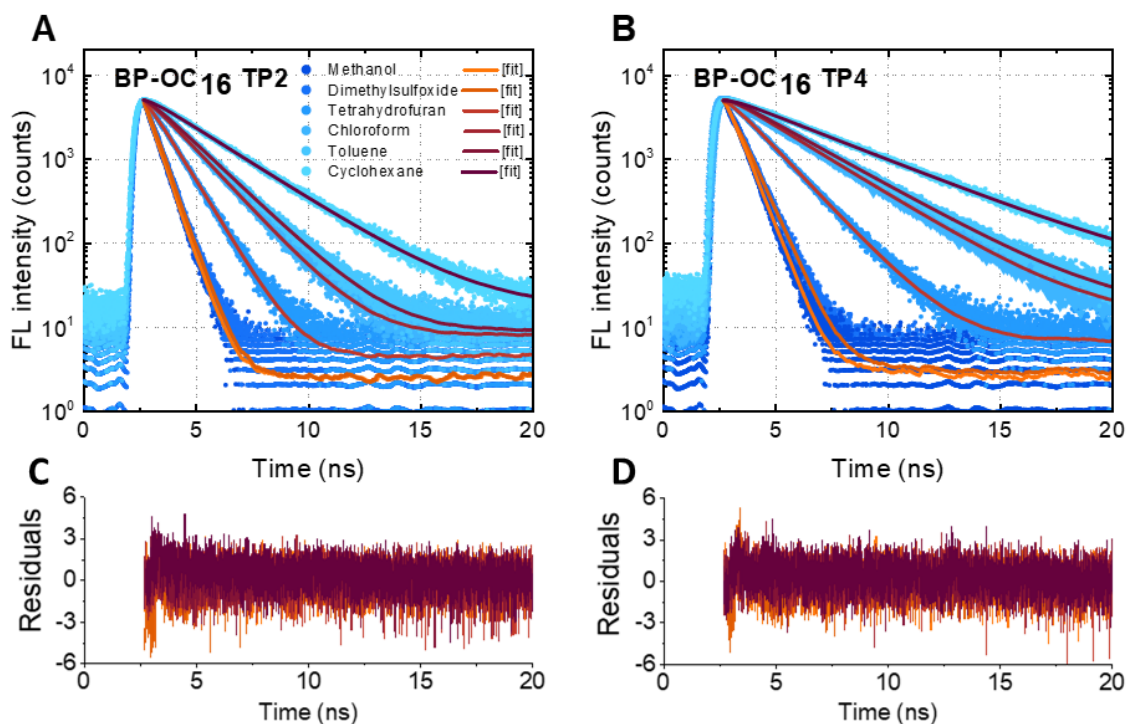 A
BP-OC16 TP2
Methanol [fit]
Dimethylsulfoxide [fit]
Tetrahydrofuran [fit]
Chloroform [fit]
Toluene [fit]
Cyclohexane [fit]
FL intensity (counts)
10^4
10^3
10^2
10^1
10^0
0 5 10 15 20
Time (ns)
B
BP-OC16 TP4
FL intensity (counts)
10^4
10^3
10^2
10^1
10^0
0 5 10 15 20
Time (ns)
C
Residuals
6
3
0
-3
-6
0 5 10 15 20
Time (ns)
D
Residuals
6
3
0
-3
-6
0 5 10 15 20
Time (ns)